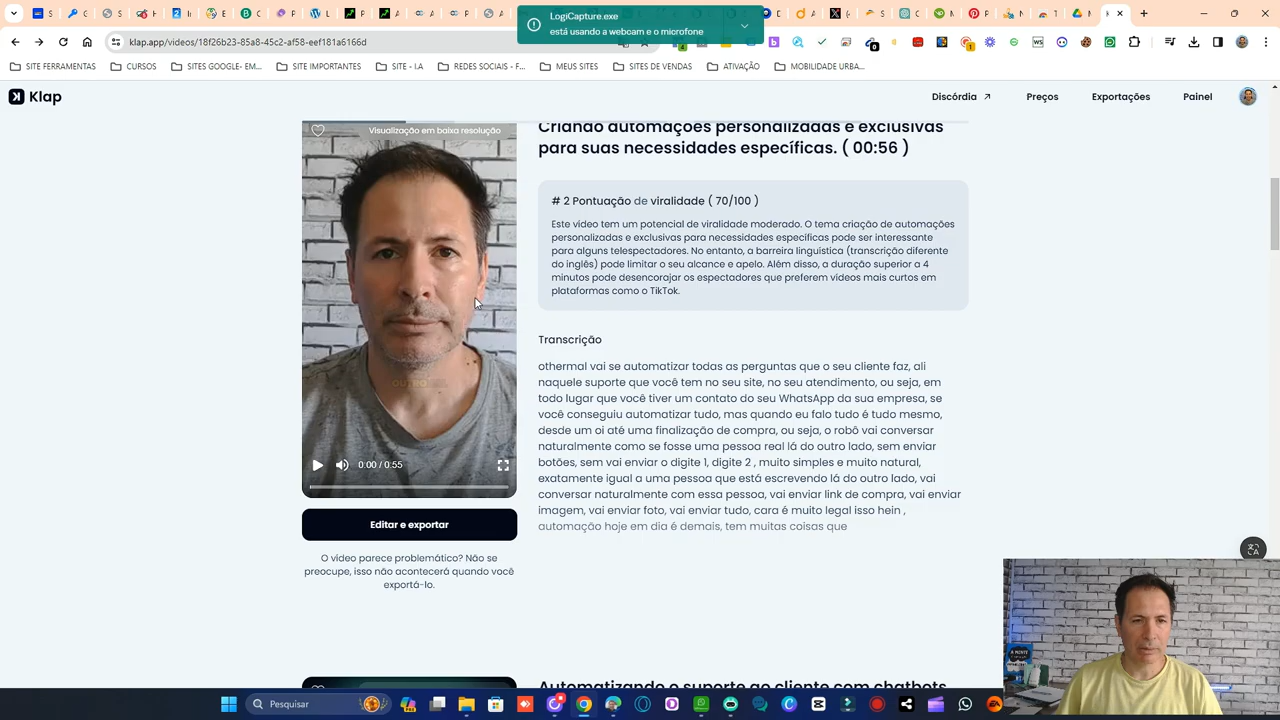 LogiCapture.exe
está usando a webcam e o microfone
klap.app/videos/18f26b23-85a8-45c2-af58-eef181a6166d
SITE FERRAMENTAS
CURSOS
SITES GOOGLE- EM...
SITE IMPORTANTES
SITE - I.A
REDES SOCIAIS - F...
MEUS SITES
SITES DE VENDAS
ATIVAÇÃO
MOBILIDADE URBA...
Klap
Discórdia
Preços
Exportações
Painel
Visualização em baixa resolução
Criando automações personalizadas e exclusivas
para suas necessidades específicas. ( 00:56 )
# 2 Pontuação de viralidade ( 70/100 )
Este vídeo tem um potencial de viralidade moderado. O tema criação de automações
personalizadas e exclusivas para necessidades específicas pode ser interessante
para alguns telespectadores. No entanto, a barreira linguística (transcrição diferente
do inglês) pode limitar o seu alcance e apelo. Além disso, a duração superior a 4
minutos pode desencorajar os espectadores que preferem vídeos mais curtos em
plataformas como o TikTok.
Transcrição
othermal vai se automatizar todas as perguntas que o seu cliente faz, ali
naquele suporte que você tem no seu site, no seu atendimento, ou seja, em
todo lugar que você tiver um contato do seu WhatsApp da sua empresa, se
você conseguiu automatizar tudo, mas quando eu falo tudo é tudo mesmo,
desde um oi até uma finalização de compra, ou seja, o robô vai conversar
naturalmente como se fosse uma pessoa real lá do outro lado, sem enviar
botões, sem vai enviar o digite 1, digite 2 , muito simples e muito natural,
exatamente igual a uma pessoa que está escrevendo lá do outro lado, vai
conversar naturalmente com essa pessoa, vai enviar link de compra, vai enviar
imagem, vai enviar foto, vai enviar tudo, cara é muito legal isso hein ,
automação hoje em dia é demais, tem muitas coisas que
OUTRO
0:00 / 0:55
Editar e exportar
O vídeo parece problemático? Não se
preocupe, isso não acontecerá quando você
exportá-lo.
Automatizando o suporte ao cliente com chatbots
Pesquisar